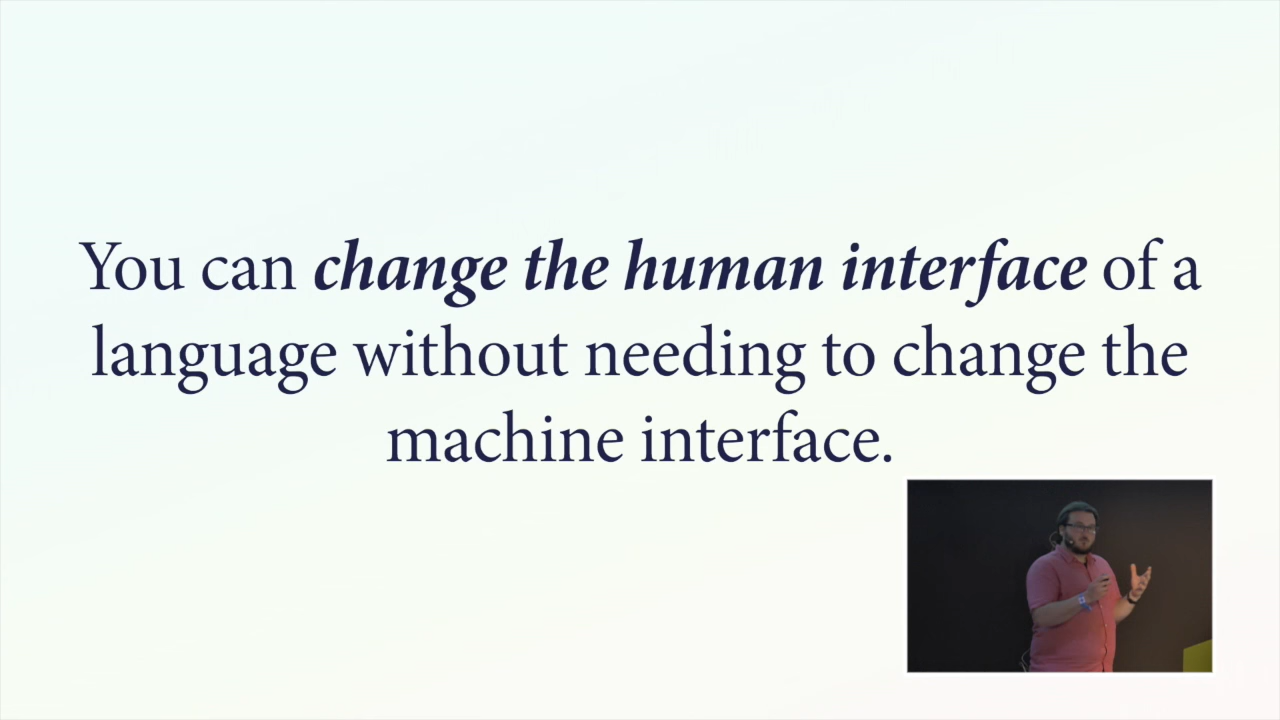 You can change the human interface of a
language without needing to change the
machine interface.